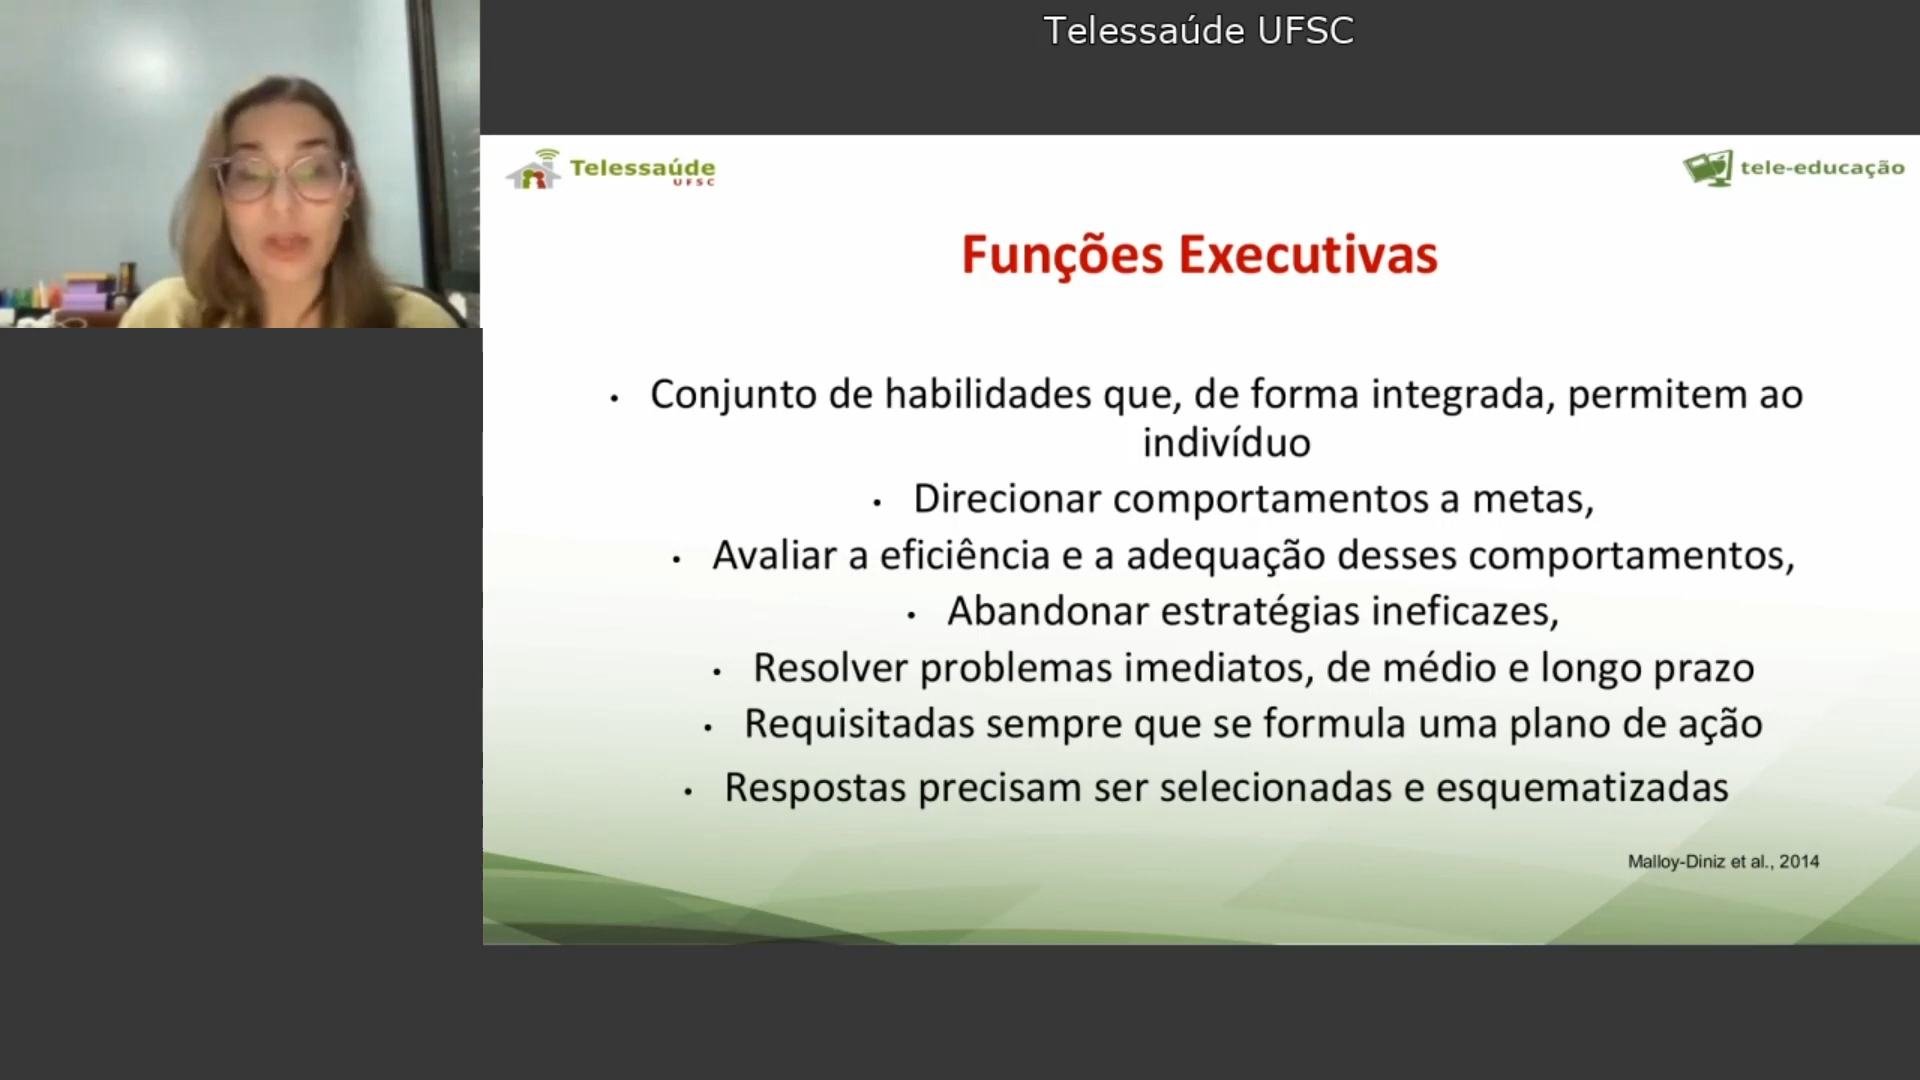 Telessaúde UFSC
Telessaúde
UFSC
tele-educação
Funções Executivas
• Conjunto de habilidades que, de forma integrada, permitem ao
indivíduo
• Direcionar comportamentos a metas,
• Avaliar a eficiência e a adequação desses comportamentos,
• Abandonar estratégias ineficazes,
• Resolver problemas imediatos, de médio e longo prazo
• Requisitadas sempre que se formula uma plano de ação
• Respostas precisam ser selecionadas e esquematizadas
Malloy-Diniz et al., 2014